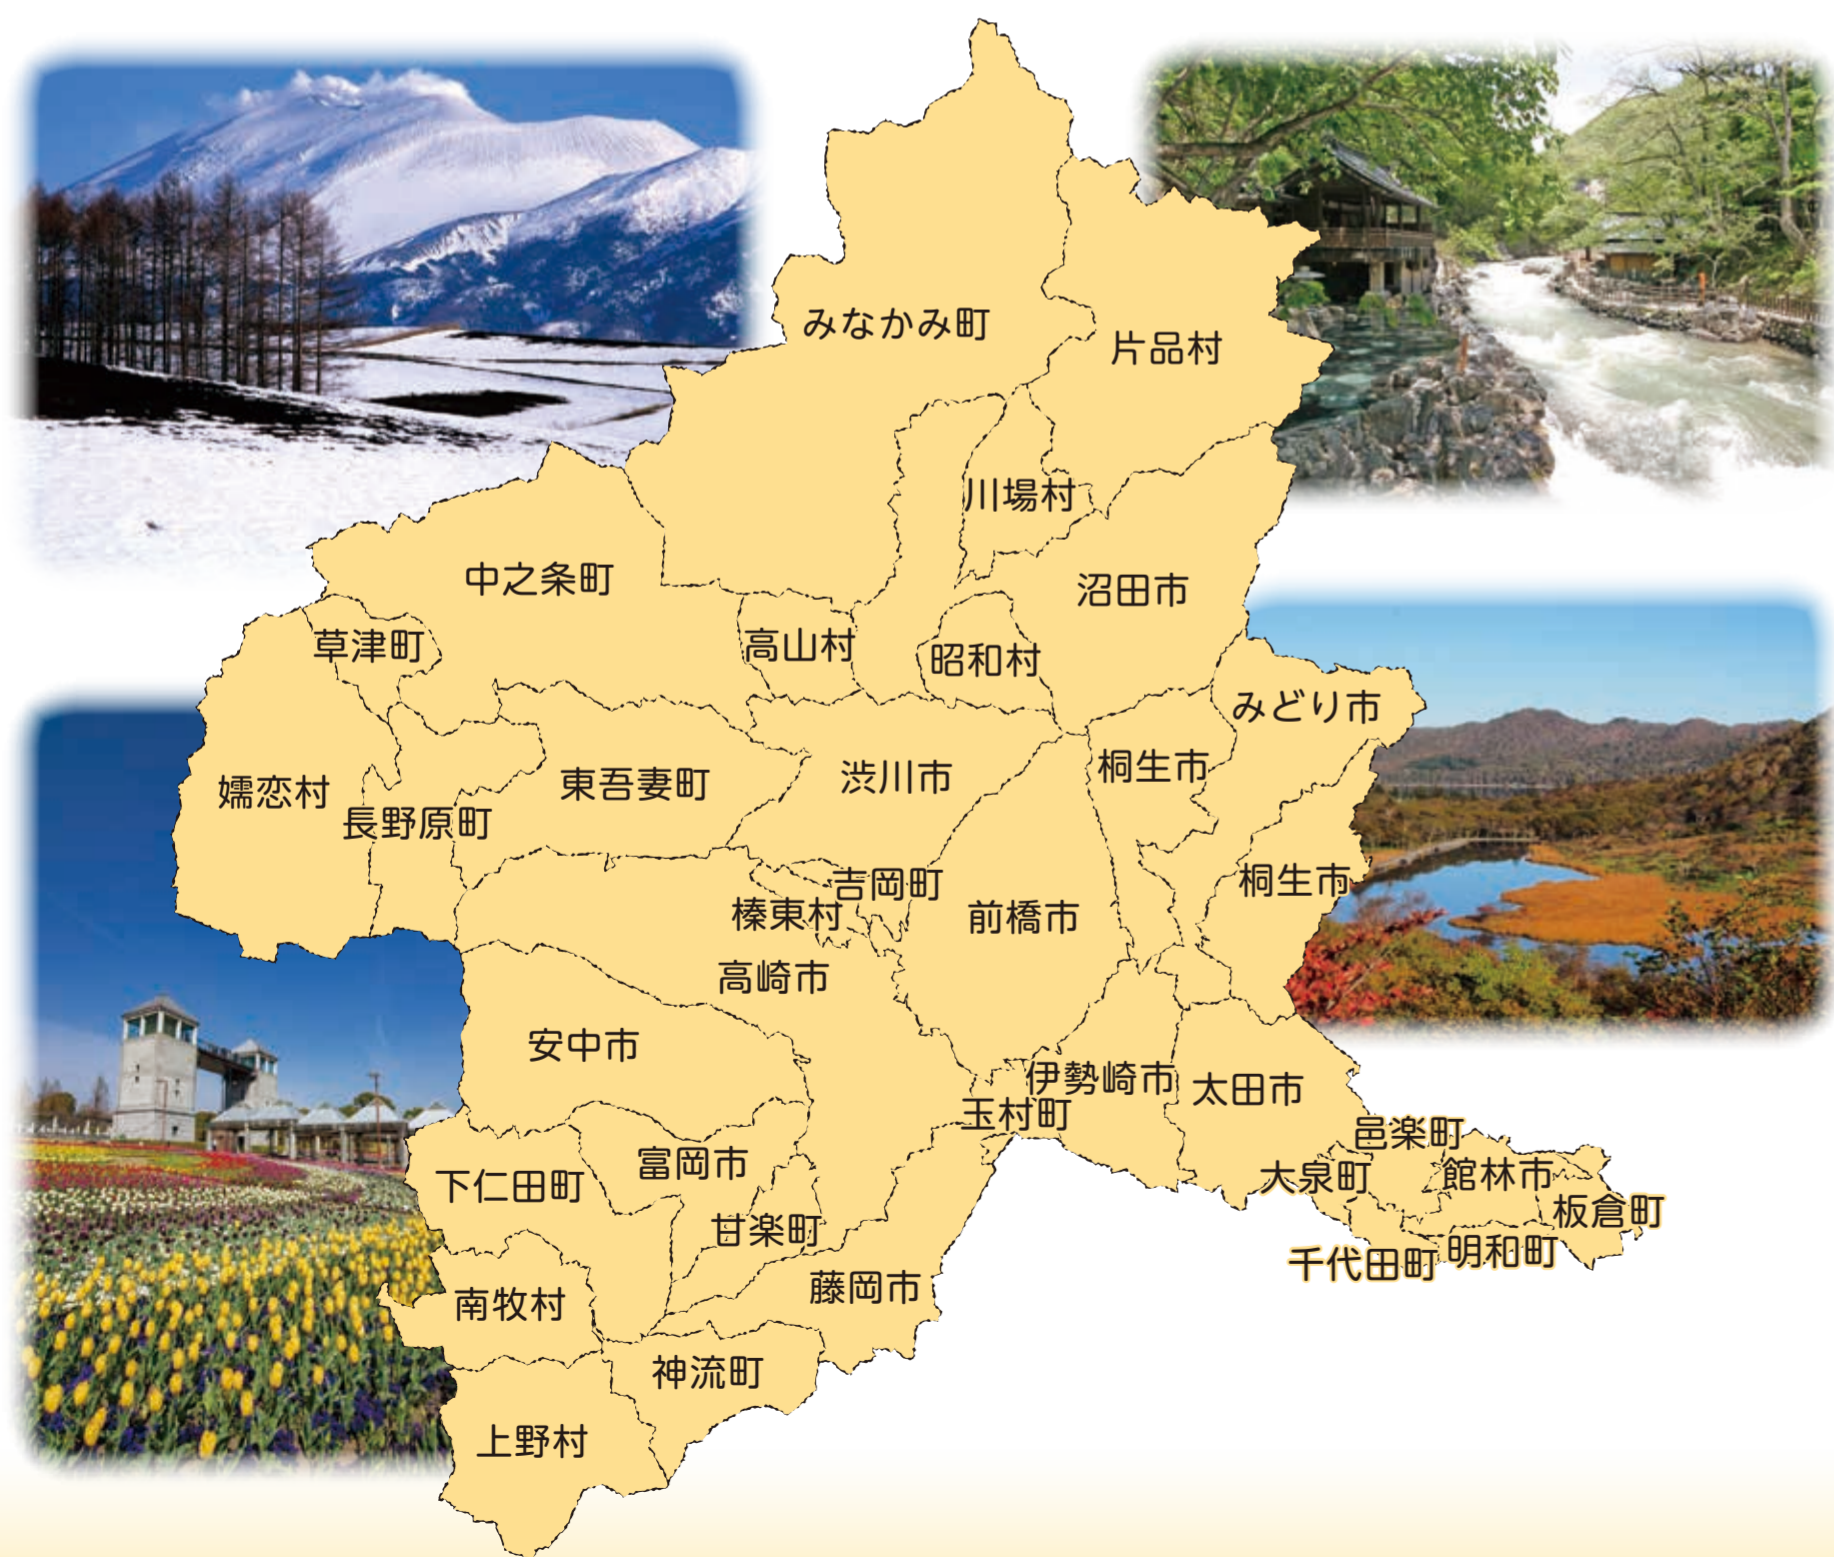 みなかみ町
片品村
川場村
中之条町
沼田市
草津町
高山村
昭和村
みどり市
嬬恋村
長野原町
東吾妻町
渋川市
桐生市
吉岡町
榛東村
前橋市
桐生市
高崎市
安中市
伊勢崎市
太田市
玉村町
邑楽町
大泉町
館林市
板倉町
千代田町
明和町
下仁田町
富岡市
甘楽町
南牧村
藤岡市
神流町
上野村